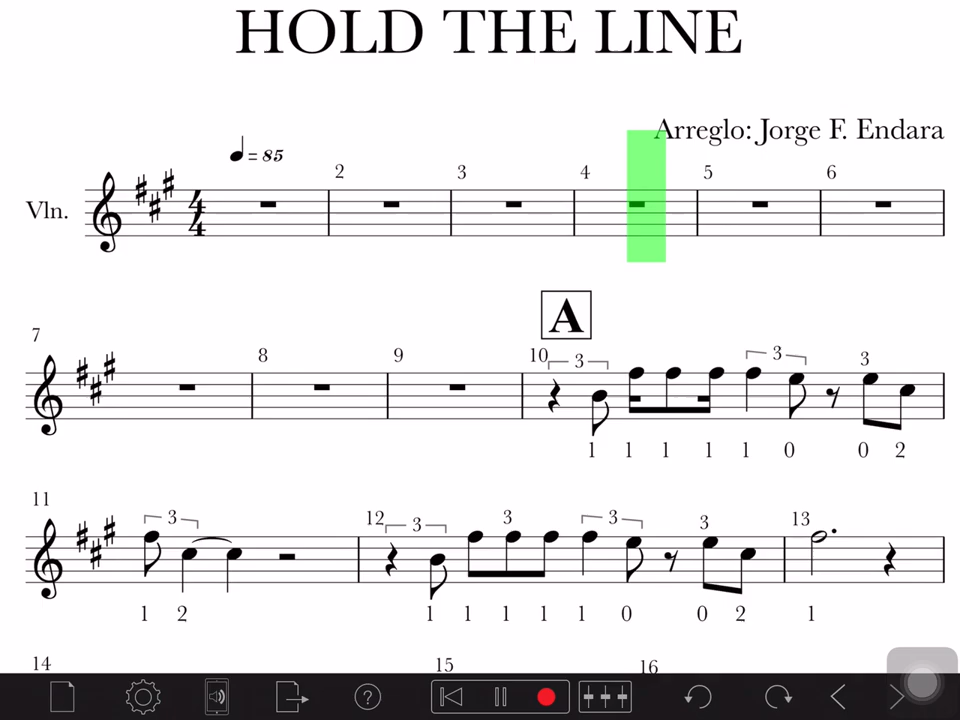 HOLD THE LINE
Arreglo: Jorge F. Endara
= 85
2 3 4 5 6
Vln.
4
4
A
7 8 9 10 3 3 3
1 1 1 1 1 0 0 2
11 3 12 3 3 3 3 13
1 2 1 1 1 1 1 0 0 2 1
14 15 16
?